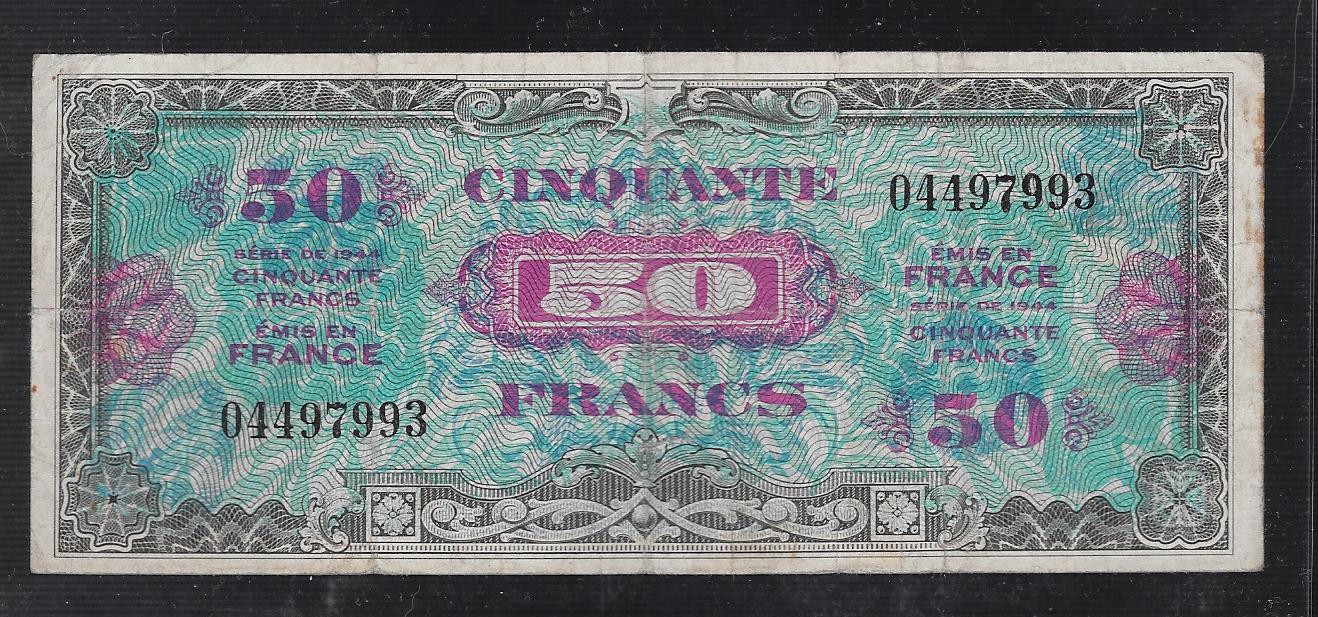 50
SÉRIE DE 1944
CINQUANTE
FRANCS
ÉMIS EN
FRANCE
04497993
CINQUANTE
50
FRANCS
04497993
ÉMIS EN
FRANCE
SÉRIE DE 1944
CINQUANTE
FRANCS
50